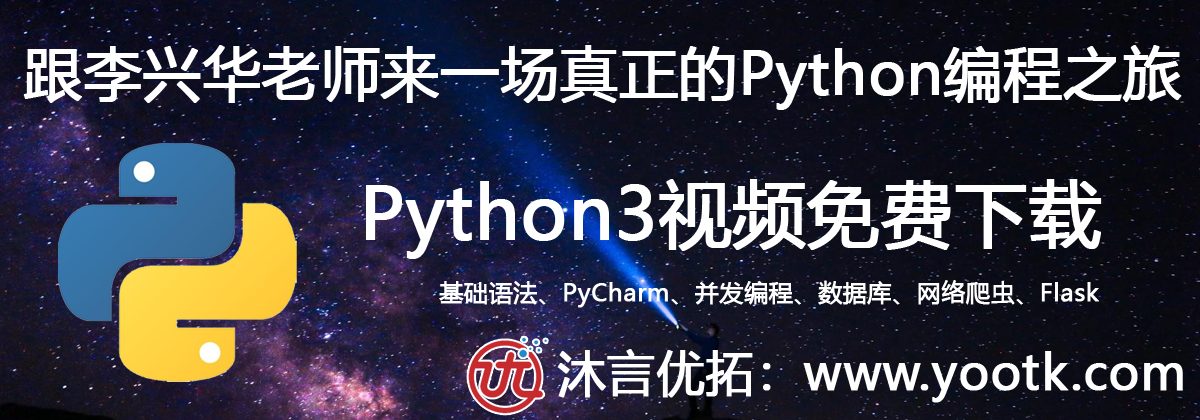 跟李兴华老师来一场真正的Python编程之旅
Python3视频免费下载
基础语法、PyCharm、并发编程、数据库、网络爬虫、Flask
优
沐言优拓：www.yootk.com